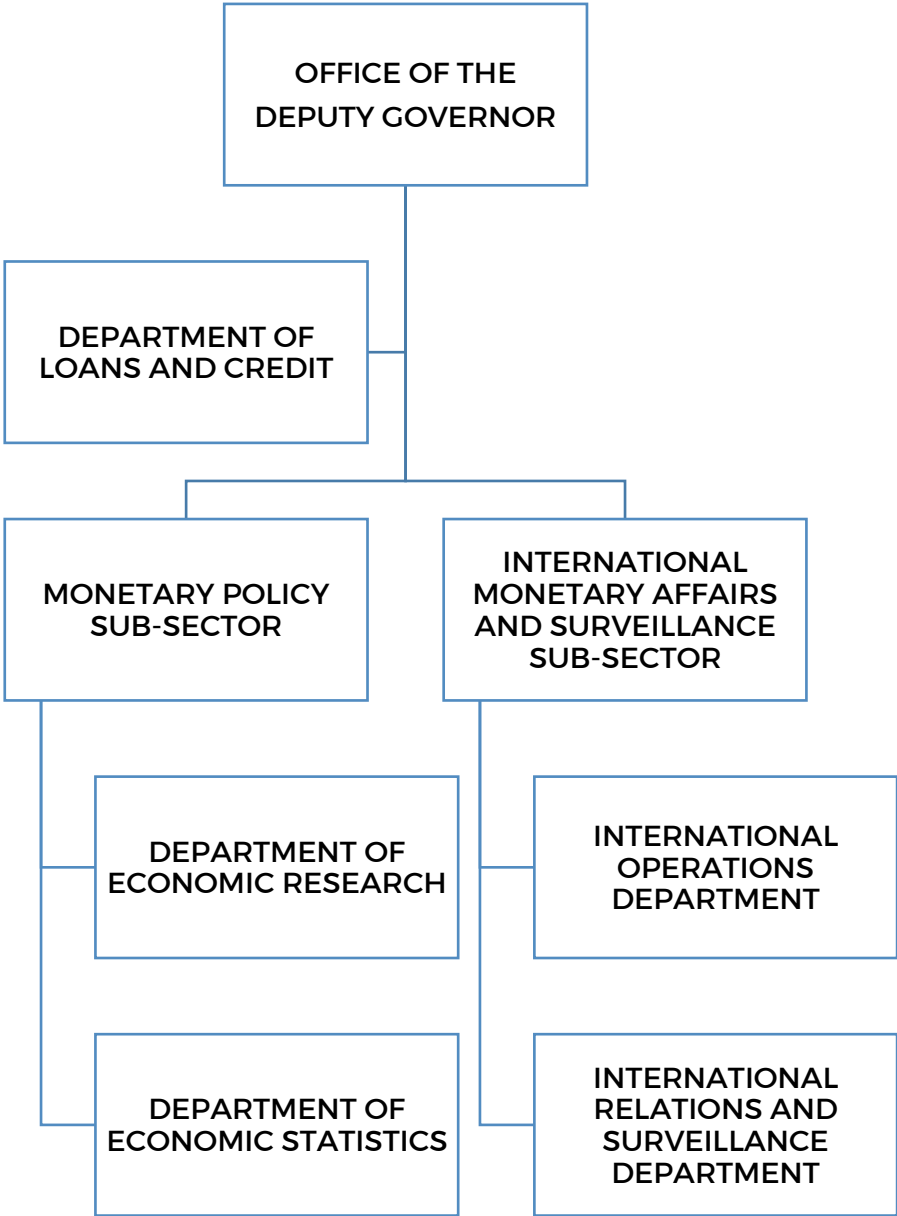 OFFICE OF THE
DEPUTY GOVERNOR
DEPARTMENT OF
LOANS AND CREDIT
MONETARY POLICY
SUB-SECTOR
INTERNATIONAL
MONETARY AFFAIRS
AND SURVEILLANCE
SUB-SECTOR
DEPARTMENT OF
ECONOMIC RESEARCH
INTERNATIONAL
OPERATIONS
DEPARTMENT
DEPARTMENT OF
ECONOMIC STATISTICS
INTERNATIONAL
RELATIONS AND
SURVEILLANCE
DEPARTMENT